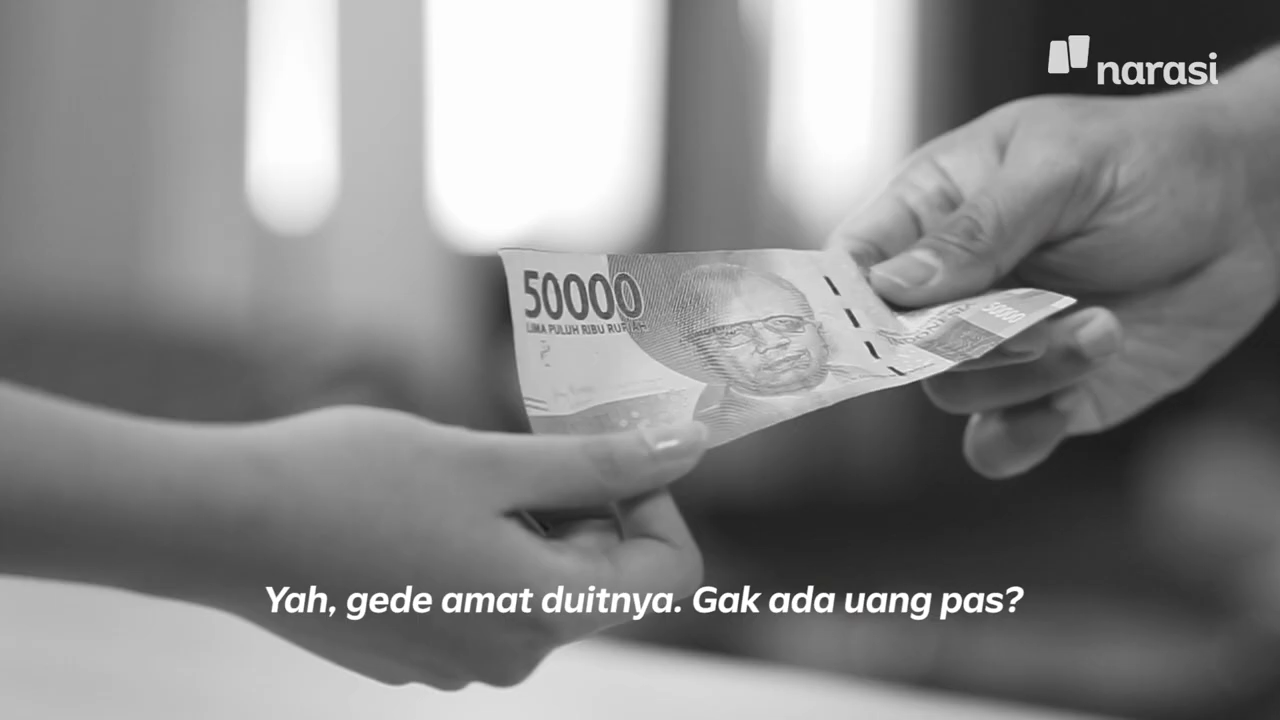 narasi
50000
LIMA PULUH RIBU RUPIAH
50000
Yah, gede amat duitnya. Gak ada uang pas?